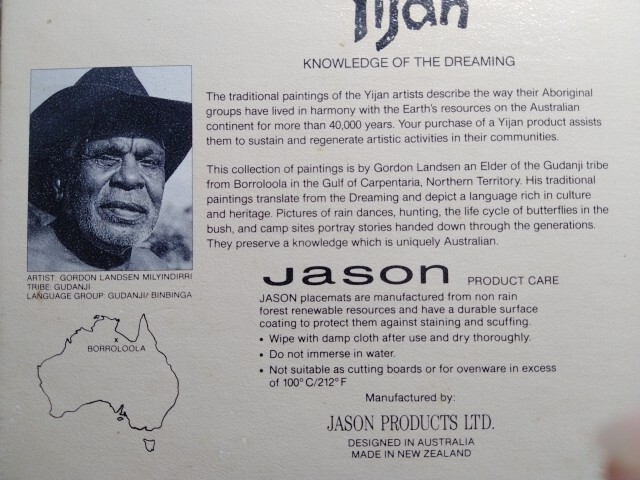 Yijan
KNOWLEDGE OF THE DREAMING
The traditional paintings of the Yijan artists describe the way their Aboriginal
groups have lived in harmony with the Earth's resources on the Australian
continent for more than 40,000 years. Your purchase of a Yijan product assists
them to sustain and regenerate artistic activities in their communities.
This collection of paintings is by Gordon Landsen an Elder of the Gudanji tribe
from Borroloola in the Gulf of Carpentaria, Northern Territory. His traditional
paintings translate from the Dreaming and depict a language rich in culture
and heritage. Pictures of rain dances, hunting, the life cycle of butterflies in the
bush, and camp sites portray stories handed down through the generations.
They preserve a knowledge which is uniquely Australian.
ARTIST: GORDON LANDSEN MILYINDIRRI
TRIBE: GUDANJI
LANGUAGE GROUP: GUDANJI/ BINBINGA
x
BORROLOOLA
Jason PRODUCT CARE
JASON placemats are manufactured from non rain
forest renewable resources and have a durable surface
coating to protect them against staining and scuffing.
• Wipe with damp cloth after use and dry thoroughly.
• Do not immerse in water.
• Not suitable as cutting boards or for ovenware in excess
of 100°C/212°F
Manufactured by:
JASON PRODUCTS LTD.
DESIGNED IN AUSTRALIA
MADE IN NEW ZEALAND